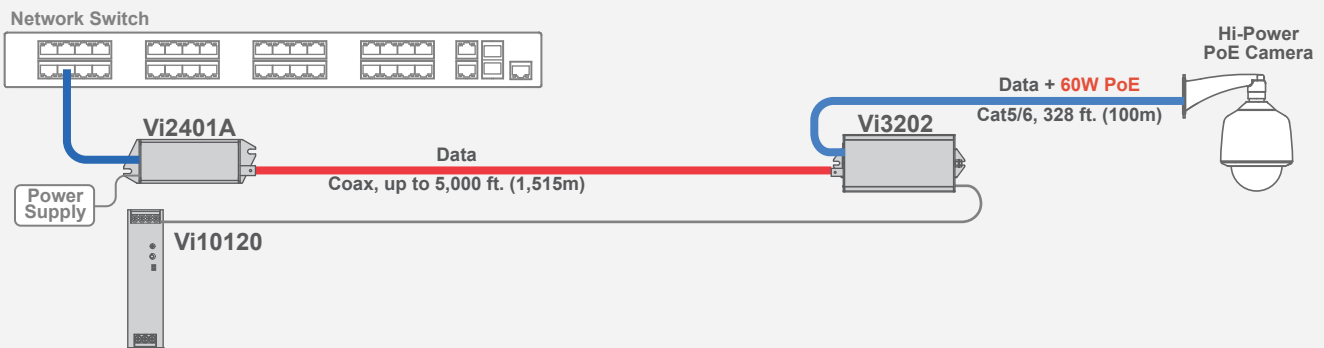 Network Switch
Hi-Power
PoE Camera
Data + 60W PoE
Cat5/6, 328 ft. (100m)
Vi2401A
Vi3202
Data
Coax, up to 5,000 ft. (1,515m)
Power
Supply
Vi10120